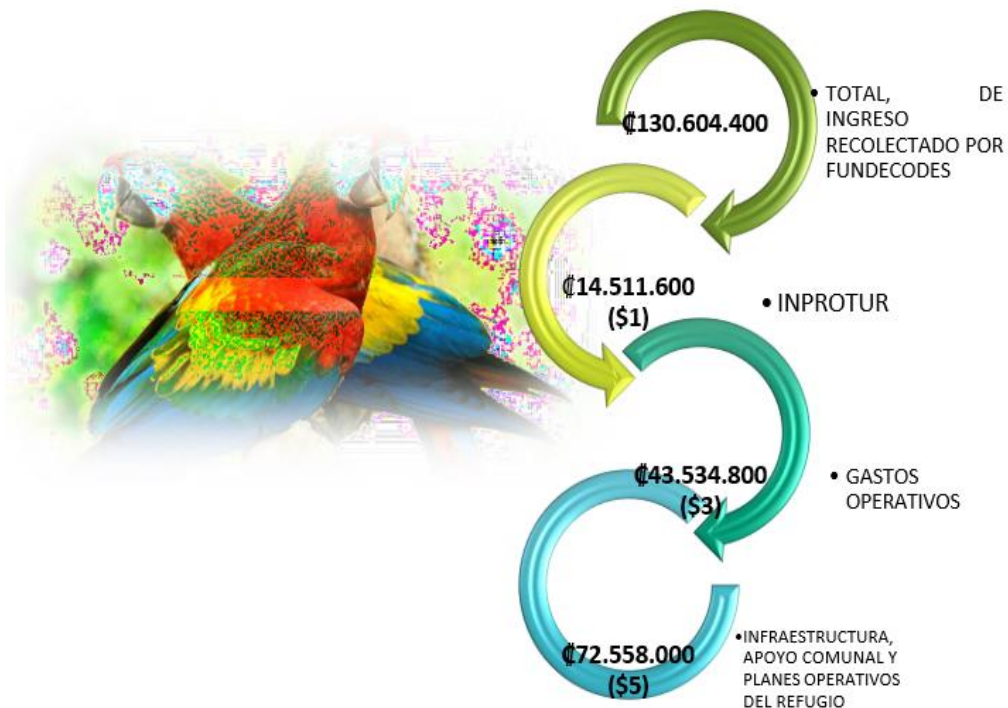 ₡130.604.400
• TOTAL, DE
INGRESO
RECOLECTADO POR
FUNDECODES
₡14.511.600
($1)
• INPROTUR
₡43.534.800
($3)
• GASTOS
OPERATIVOS
₡72.558.000
($5)
•INFRAESTRUCTURA,
APOYO COMUNAL Y
PLANES OPERATIVOS
DEL REFUGIO